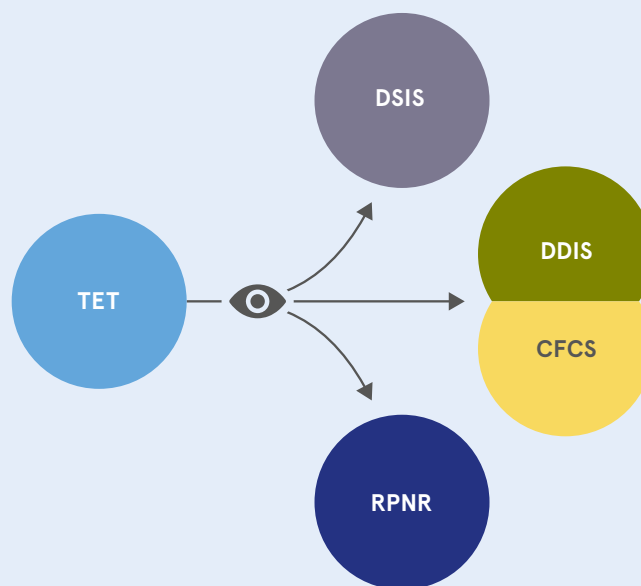 DSIS
TET
DDIS
CFCS
RPNR